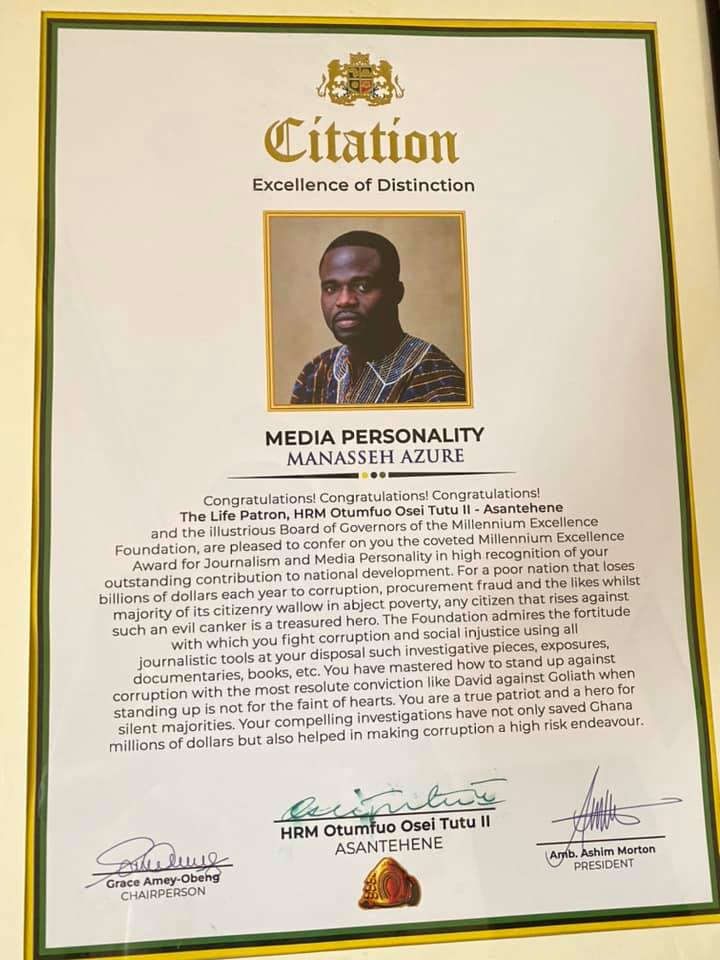 Citation
Excellence of Distinction
MEDIA PERSONALITY
MANASSEH AZURE
Congratulations! Congratulations! Congratulations!
The Life Patron, HRM Otumfuo Osei Tutu II - Asantehene
and the illustrious Board of Governors of the Millennium Excellence
Foundation, are pleased to confer on you the coveted Millennium Excellence
Award for Journalism and Media Personality in high recognition of your
outstanding contribution to national development. For a poor nation that loses
billions of dollars each year to corruption, procurement fraud and the likes whilst
majority of its citizenry wallow in abject poverty, any citizen that rises against
such an evil canker is a treasured hero. The Foundation admires the fortitude
with which you fight corruption and social injustice using all
journalistic tools at your disposal such investigative pieces, exposures,
documentaries, books, etc. You have mastered how to stand up against
corruption with the most resolute conviction like David against Goliath when
standing up is not for the faint of hearts. You are a true patriot and a hero for
silent majorities. Your compelling investigations have not only saved Ghana
millions of dollars but also helped in making corruption a high risk endeavour.
Osei Tutu
HRM Otumfuo Osei Tutu II
ASANTEHENE
Grace Amey-Obeng
CHAIRPERSON
Amb. Ashim Morton
PRESIDENT